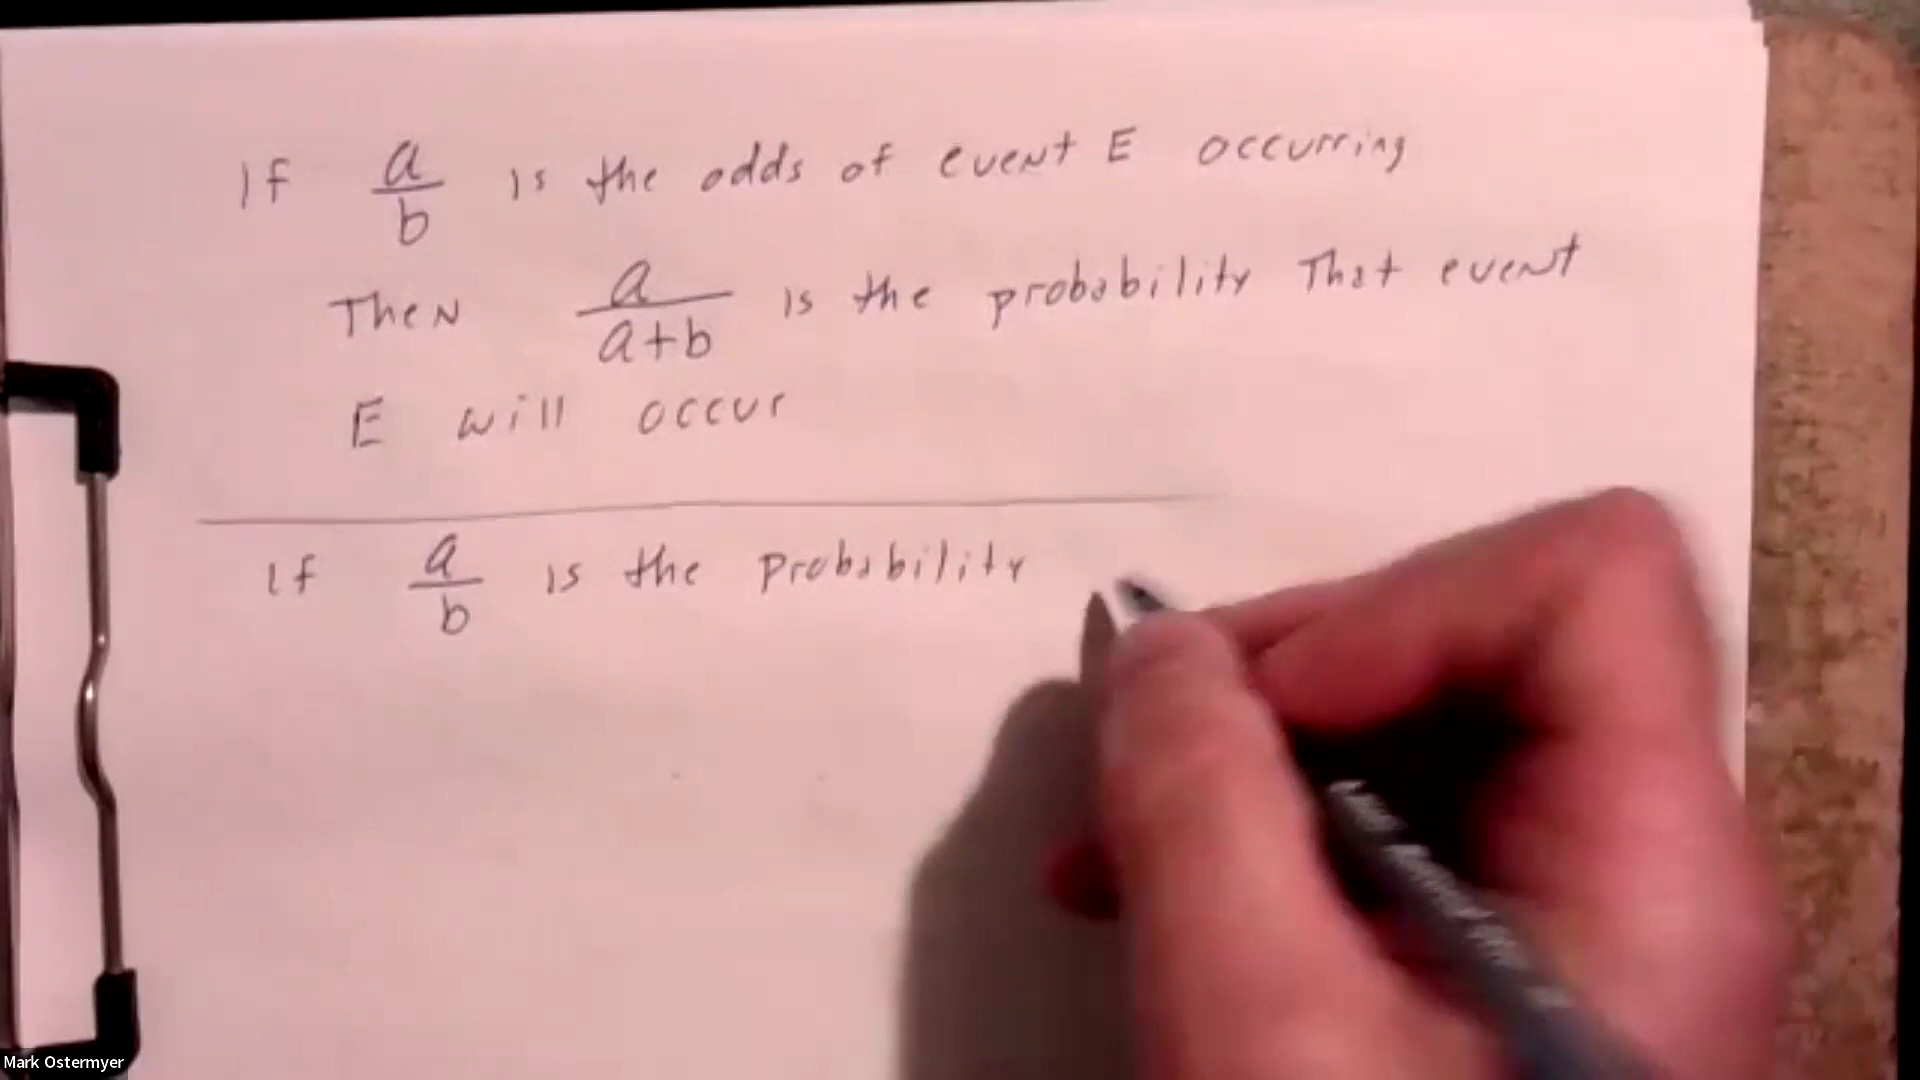 If a/b is the odds of event E occurring
Then a/a+b is the probability that event
E will occur
If a/b is the probability
Mark Ostermyer